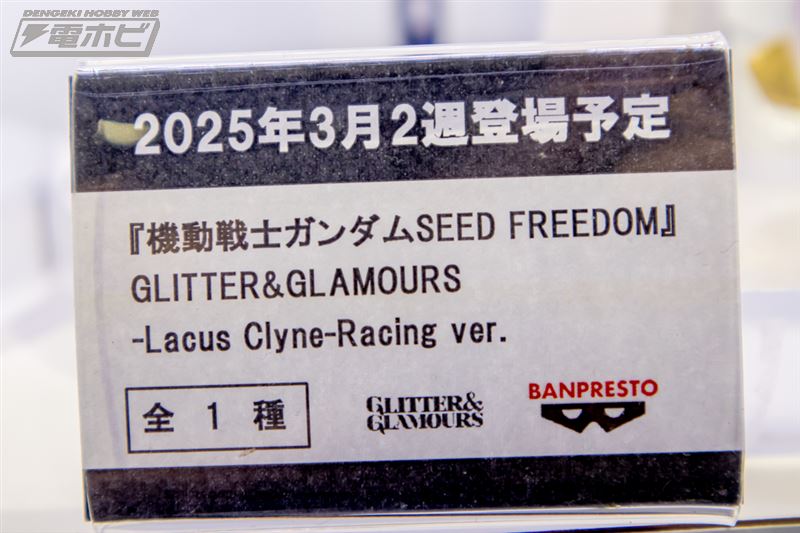 DENGEKI HOBBY WEB
電ホビ
2025年3月2週登場予定
『機動戦士ガンダムSEED FREEDOM』
GLITTER&GLAMOURS
-Lacus Clyne-Racing ver.
全1種
GLITTER&
GLAMOURS
BANPRESTO